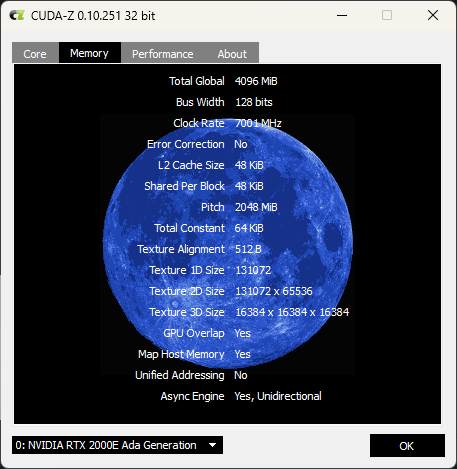 CUDA-Z 0.10.251 32 bit
Core Memory Performance About
Total Global 4096 MiB
Bus Width 128 bits
Clock Rate 7001 MHz
Error Correction No
L2 Cache Size 48 KiB
Shared Per Block 48 KiB
Pitch 2048 MiB
Total Constant 64 KiB
Texture Alignment 512 B
Texture 1D Size 131072
Texture 2D Size 131072 x 65536
Texture 3D Size 16384 x 16384 x 16384
GPU Overlap Yes
Map Host Memory Yes
Unified Addressing No
Async Engine Yes, Unidirectional
0: NVIDIA RTX 2000E Ada Generation OK